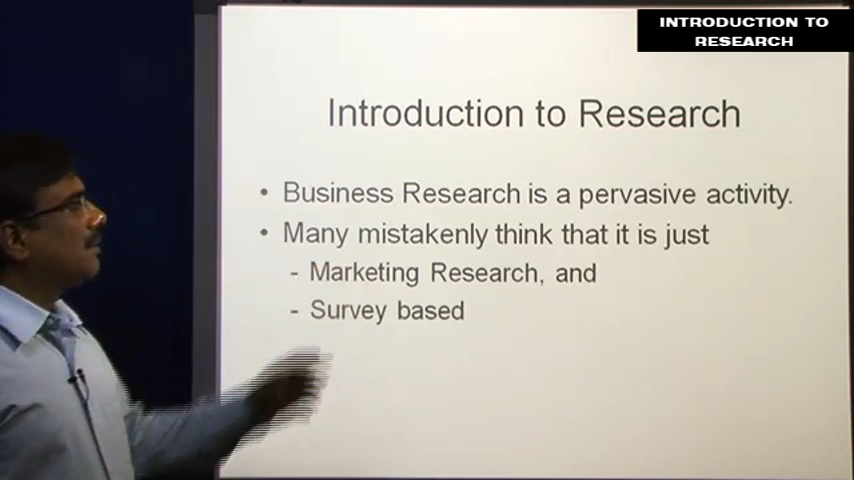 INTRODUCTION TO
RESEARCH
Introduction to Research
• Business Research is a pervasive activity.
• Many mistakenly think that it is just
- Marketing Research, and
- Survey based